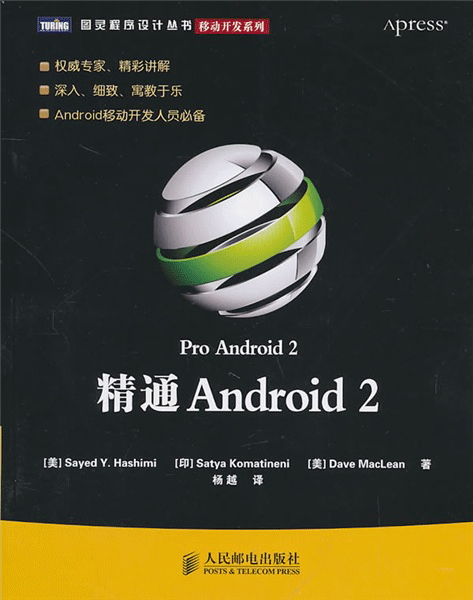 TURING 图灵程序设计丛书 移动开发系列 Apress®
权威专家、精彩讲解
深入、细致、寓教于乐
Android移动开发人员必备
Pro Android 2
精通Android 2
[美] Sayed Y. Hashimi [印] Satya Komatineni [美] Dave MacLean 著
杨越 译
人民邮电出版社
POSTS & TELECOM PRESS